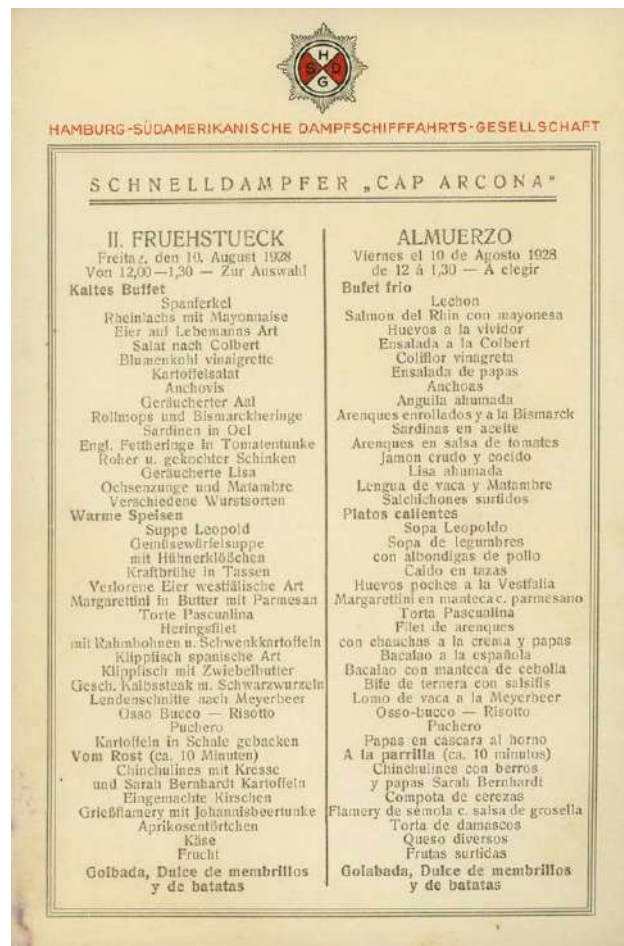 H
S D
G
HAMBURG-SÜDAMERIKANISCHE DAMPFSCHIFFFAHRTS-GESELLSCHAFT
SCHNELLDAMPFER „CAP ARCONA"
II. FRUEHSTUECK
Freitag, den 10. August 1928
Von 12,00—1,30 — Zur Auswahl
Kaltes Buffet
Spanferkel
Rheinlachs mit Mayonnaise
Eier auf Lebemanns Art
Salat nach Colbert
Blumenkohl vinaigrette
Kartoffelsalat
Anchovis
Geräucherter Aal
Rollmops und Bismarckheringe
Sardinen in Oel
Engl. Fettheringe in Tomatentunke
Roher u. gekochter Schinken
Geräucherte Lisa
Ochsenzunge und Matambre
Verschiedene Wurstsorten
Warme Speisen
Suppe Leopold
Gemüsewürfelsuppe
mit Hühnerklößchen
Kraftbrühe in Tassen
Verlorene Eier westfälische Art
Margarettini in Butter mit Parmesan
Torte Pascualina
Heringsfilet
mit Rahmbohnen u. Schwenkkartoffeln
Klippfisch spanische Art
Klippfisch mit Zwiebelbutter
Gesch. Kalbssteak m. Schwarzwurzeln
Lendenschnitte nach Meyerbeer
Osso Bucco — Risotto
Puchero
Kartoffeln in Schale gebacken
Vom Rost (ca. 10 Minuten)
Chinchulines mit Kresse
und Sarah Bernhardt Kartoffeln
Eingemachte Kirschen
Grießflamery mit Johannisbeertunke
Aprikosentörtchen
Käse
Frucht
Golbada, Dulce de membrillos
y de batatas
ALMUERZO
Viernes el 10 de Agosto 1928
de 12 á 1,30 — A elegir
Bufet frio
Lechon
Salmon del Rhin con mayonesa
Huevos a la vividor
Ensalada a la Colbert
Coliflor vinagreta
Ensalada de papas
Anchoas
Anguila ahumada
Arenques enrollados y a la Bismarck
Sardinas en aceite
Arenques en salsa de tomates
Jamon crudo y cocido
Lisa ahumada
Lengua de vaca y Matambre
Salchichones surtidos
Platos calientes
Sopa Leopoldo
Sopa de legumbres
con albondigas de pollo
Caldo en tazas
Huevos poches a la Vestfalia
Margarettini en manteca c. parmesano
Torta Pascualina
Filet de arenques
con chauchas a la crema y papas
Bacalao a la española
Bacalao con manteca de cebolla
Bife de ternera con salsifis
Lomo de vaca a la Meyerbeer
Osso-bucco — Risotto
Puchero
Papas en cáscara al horno
A la parrilla (ca. 10 minutos)
Chinchulines con berros
y papas Sarah Bernhardt
Compota de cerezas
Flamery de sémola c. salsa de grosella
Torta de damascos
Queso diversos
Frutas surtidas
Golabada, Dulce de membrillos
y de batatas